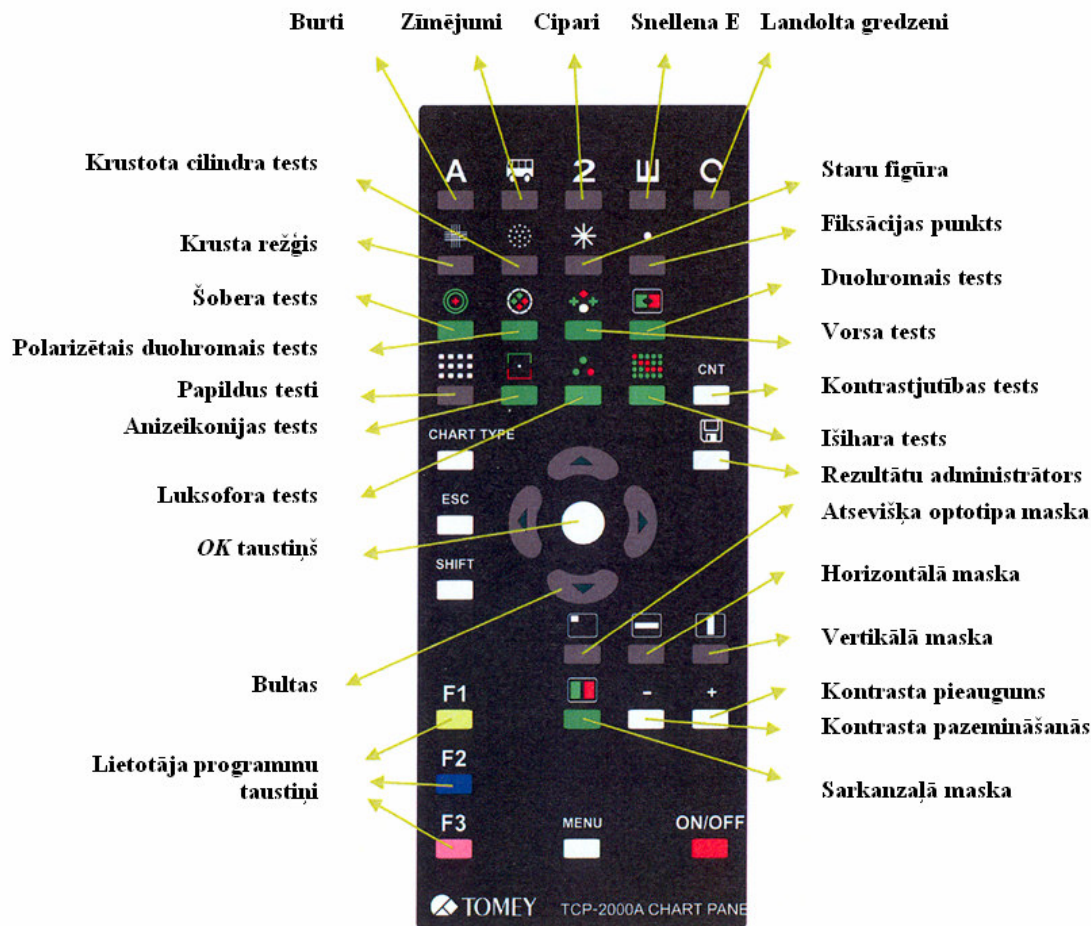 Burti Zīmējumi Cipari Snellena E Landolta gredzeni
Krustota cilindra tests
Krusta režģis
Šobera tests
Polarizētais duohromais tests
Papildus testi
Anizeikonijas tests
Luksofora tests
OK taustiņš
Bultas
Lietotāja programmu
taustiņi
A 2 Ш C
CNT
CHART TYPE
ESC
SHIFT
- +
F1
F2
F3 MENU ON/OFF
TOMEY TCP-2000A CHART PANE
Staru figūra
Fiksācijas punkts
Duohromais tests
Vorsa tests
Kontrastjutības tests
Išihara tests
Rezultātu administrātors
Atsevišķa optotipa maska
Horizontālā maska
Vertikālā maska
Kontrasta pieaugums
Kontrasta pazemināšanās
Sarkanzaļā maska